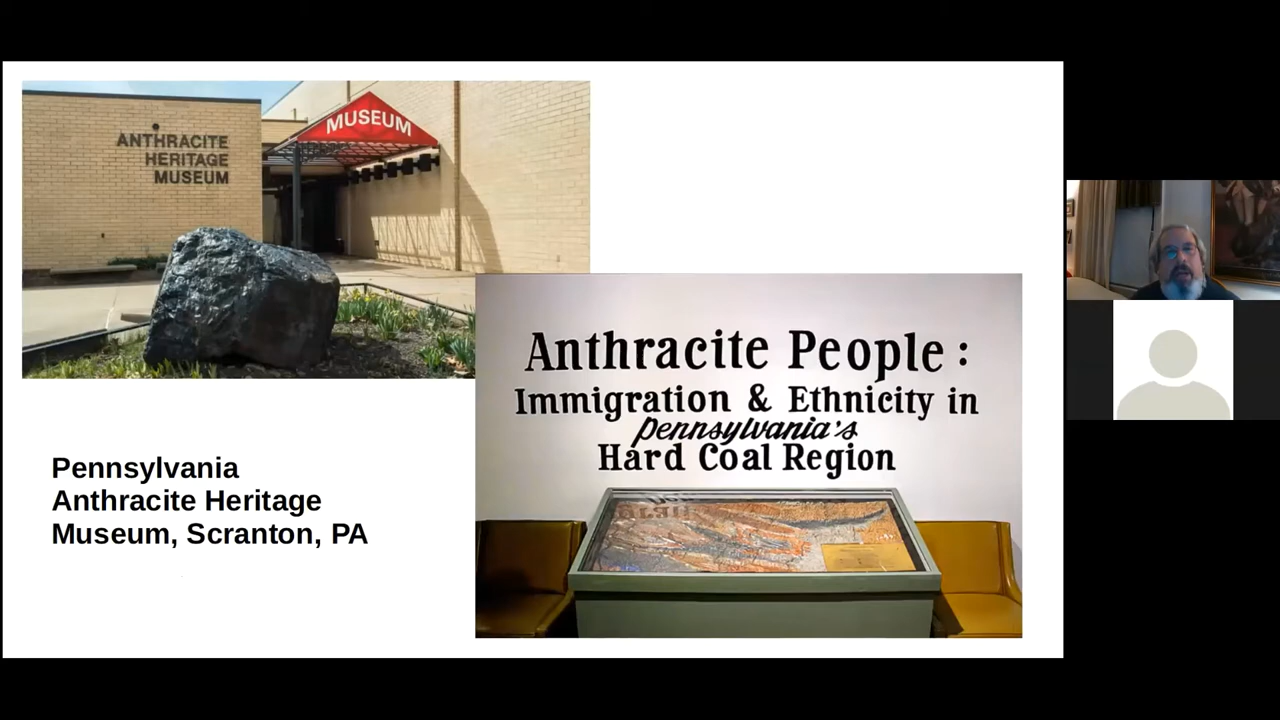 ANTHRACITE
HERITAGE
MUSEUM
MUSEUM
Anthracite People :
Immigration & Ethnicity in
Pennsylvania's
Hard Coal Region
Pennsylvania
Anthracite Heritage
Museum, Scranton, PA